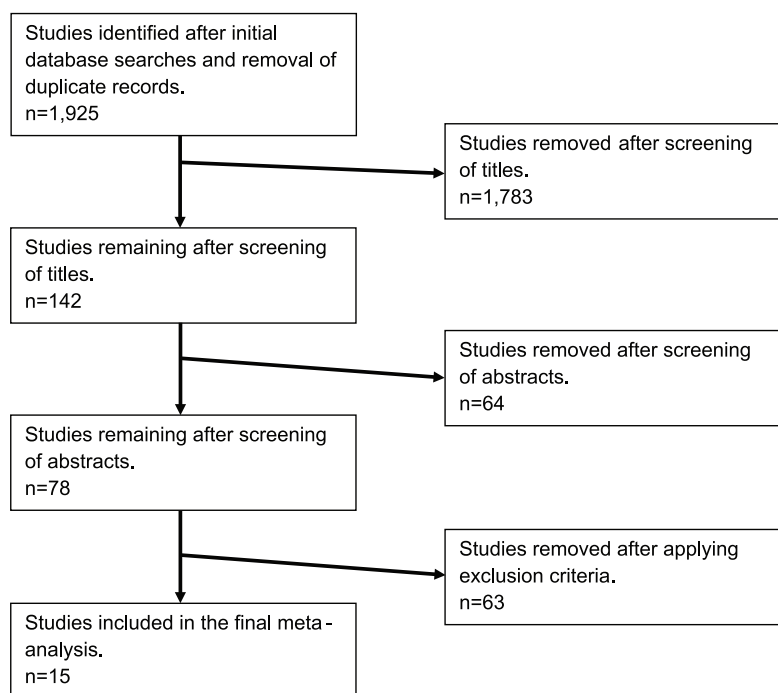 Studies identified after initial
database searches and removal of
duplicate records.
n=1,925
Studies removed after screening
of titles.
n=1,783
Studies remaining after screening
of titles.
n=142
Studies removed after screening
of abstracts.
n=64
Studies remaining after screening
of abstracts.
n=78
Studies removed after applying
exclusion criteria.
n=63
Studies included in the final meta-
analysis.
n=15